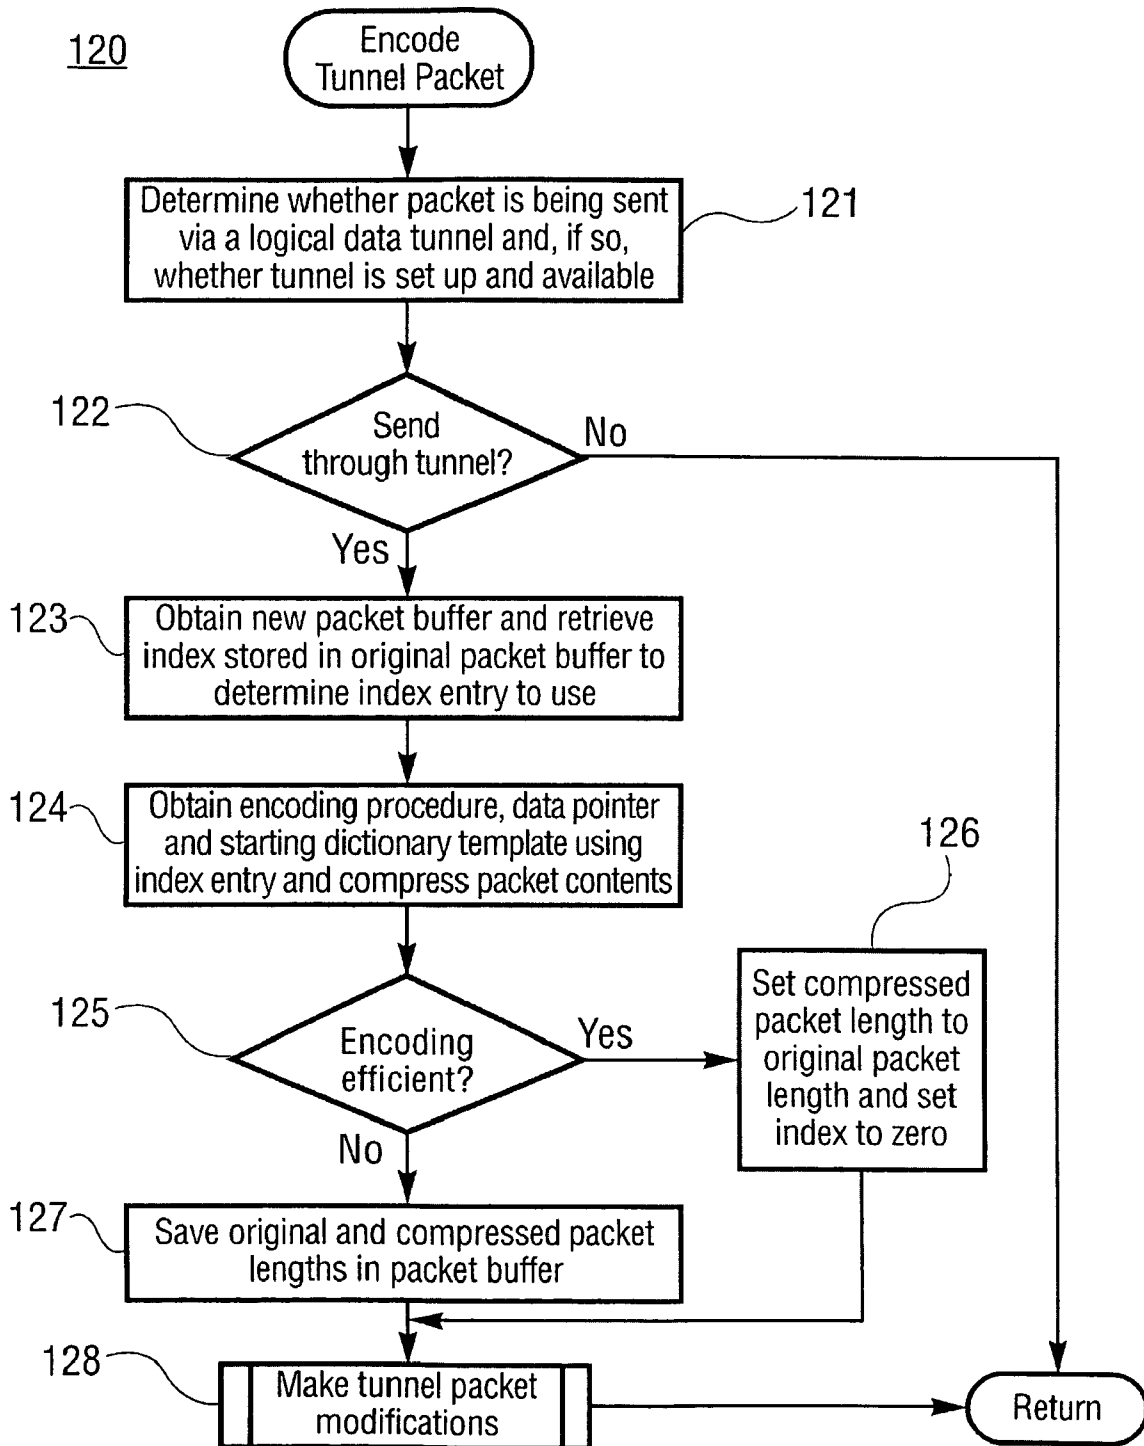 120
Encode
Tunnel Packet
Determine whether packet is being sent
via a logical data tunnel and, if so,
whether tunnel is set up and available
121
122
Send
through tunnel?
No
Yes
123
Obtain new packet buffer and retrieve
index stored in original packet buffer to
determine index entry to use
124
Obtain encoding procedure, data pointer
and starting dictionary template using
index entry and compress packet contents
126
125
Encoding
efficient?
Yes
Set compressed
packet length to
original packet
length and set
index to zero
No
127
Save original and compressed packet
lengths in packet buffer
128
Make tunnel packet
modifications
Return